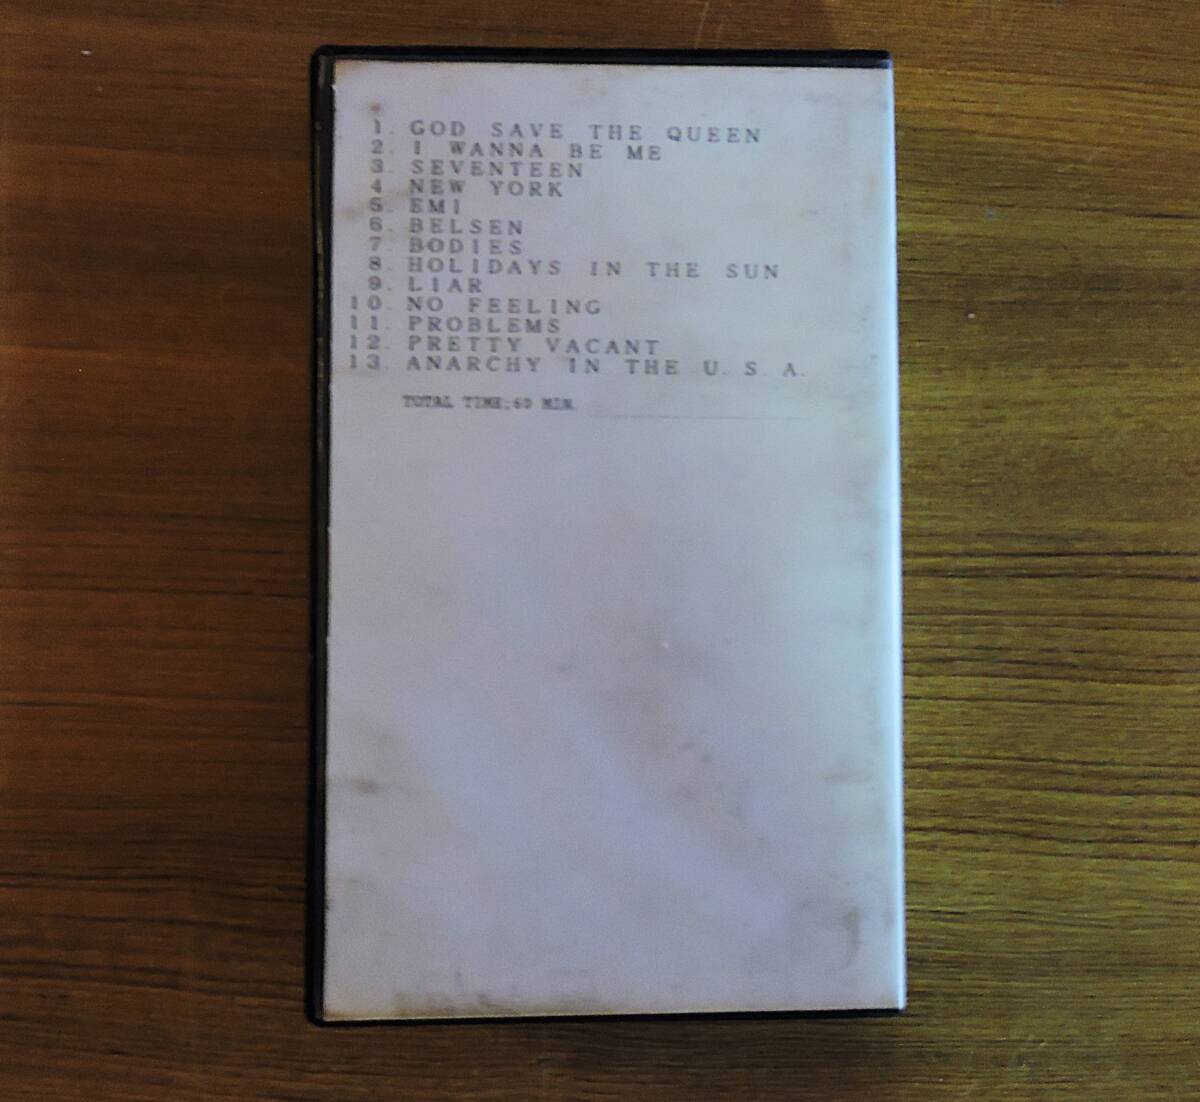 1. GOD SAVE THE QUEEN
2. I WANNA BE ME
3. SEVENTEEN
4. NEW YORK
5. EMI
6. BELSEN
7. BODIES
8. HOLIDAYS IN THE SUN
9. LIAR
10. NO FEELING
11. PROBLEMS
12. PRETTY VACANT
13. ANARCHY IN THE U. S. A.
TOTAL TIME;60 MIN.